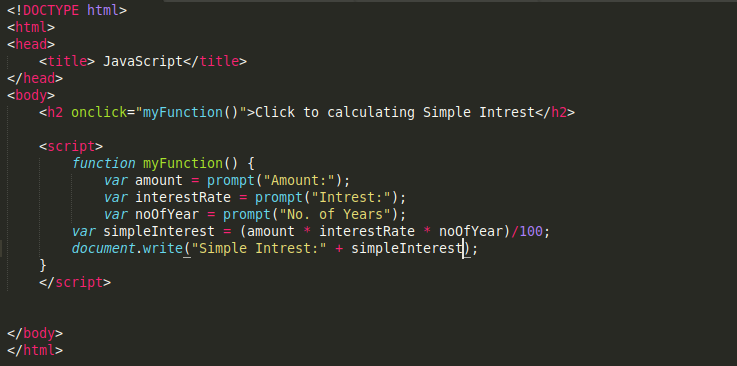 <!DOCTYPE html>
<html>
<head>
    <title> JavaScript</title>
</head>
<body>
    <h2 onclick="myFunction()">Click to calculating Simple Intrest</h2>

    <script>
        function myFunction() {
            var amount = prompt("Amount:");
            var interestRate = prompt("Intrest:");
            var noOfYear = prompt("No. of Years");
        var simpleInterest = (amount * interestRate * noOfYear)/100;
        document.write("Simple Intrest:" + simpleInterest);
    }
    </script>


</body>
</html>